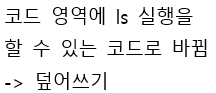 코드 영역에 ls 실행을
할 수 있는 코드로 바꿈
-> 덮어쓰기